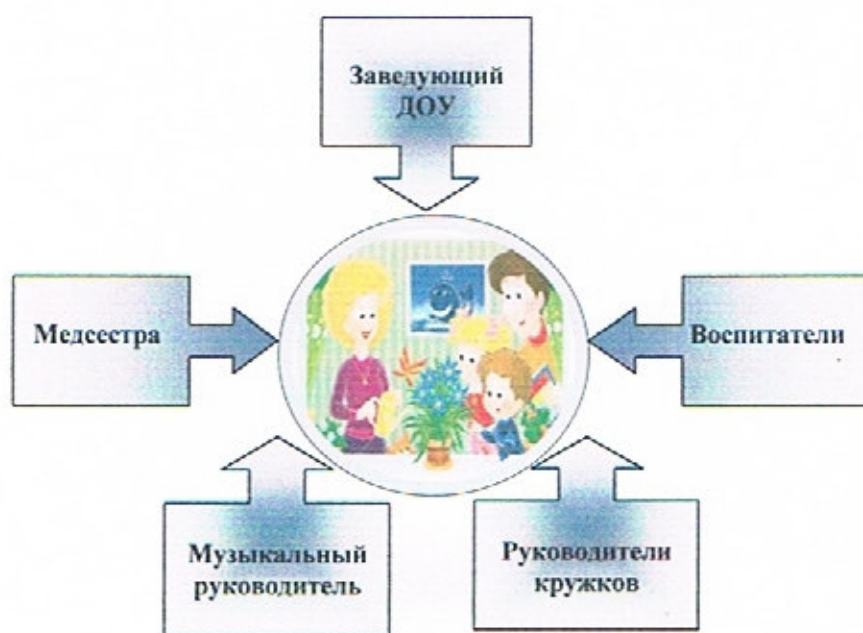 Заведующий
ДОУ
Медсестра
Воспитатели
Музыкальный
руководитель
Руководители
кружков